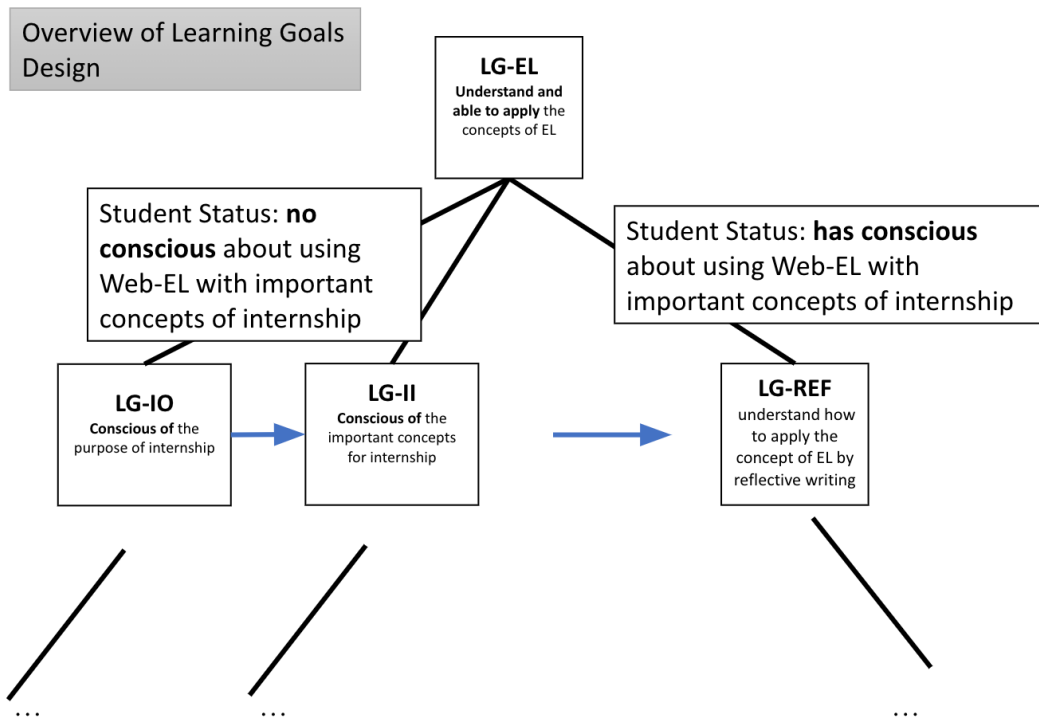 Overview of Learning Goals
Design
LG-EL
Understand and
able to apply the
concepts of EL
Student Status: no
conscious about using
Web-EL with important
concepts of internship
Student Status: has conscious
about using Web-EL with
important concepts of internship
LG-IO
Conscious of the
purpose of internship
LG-II
Conscious of the
important concepts
for internship
LG-REF
understand how
to apply the
concept of EL by
reflective writing
...
...
...